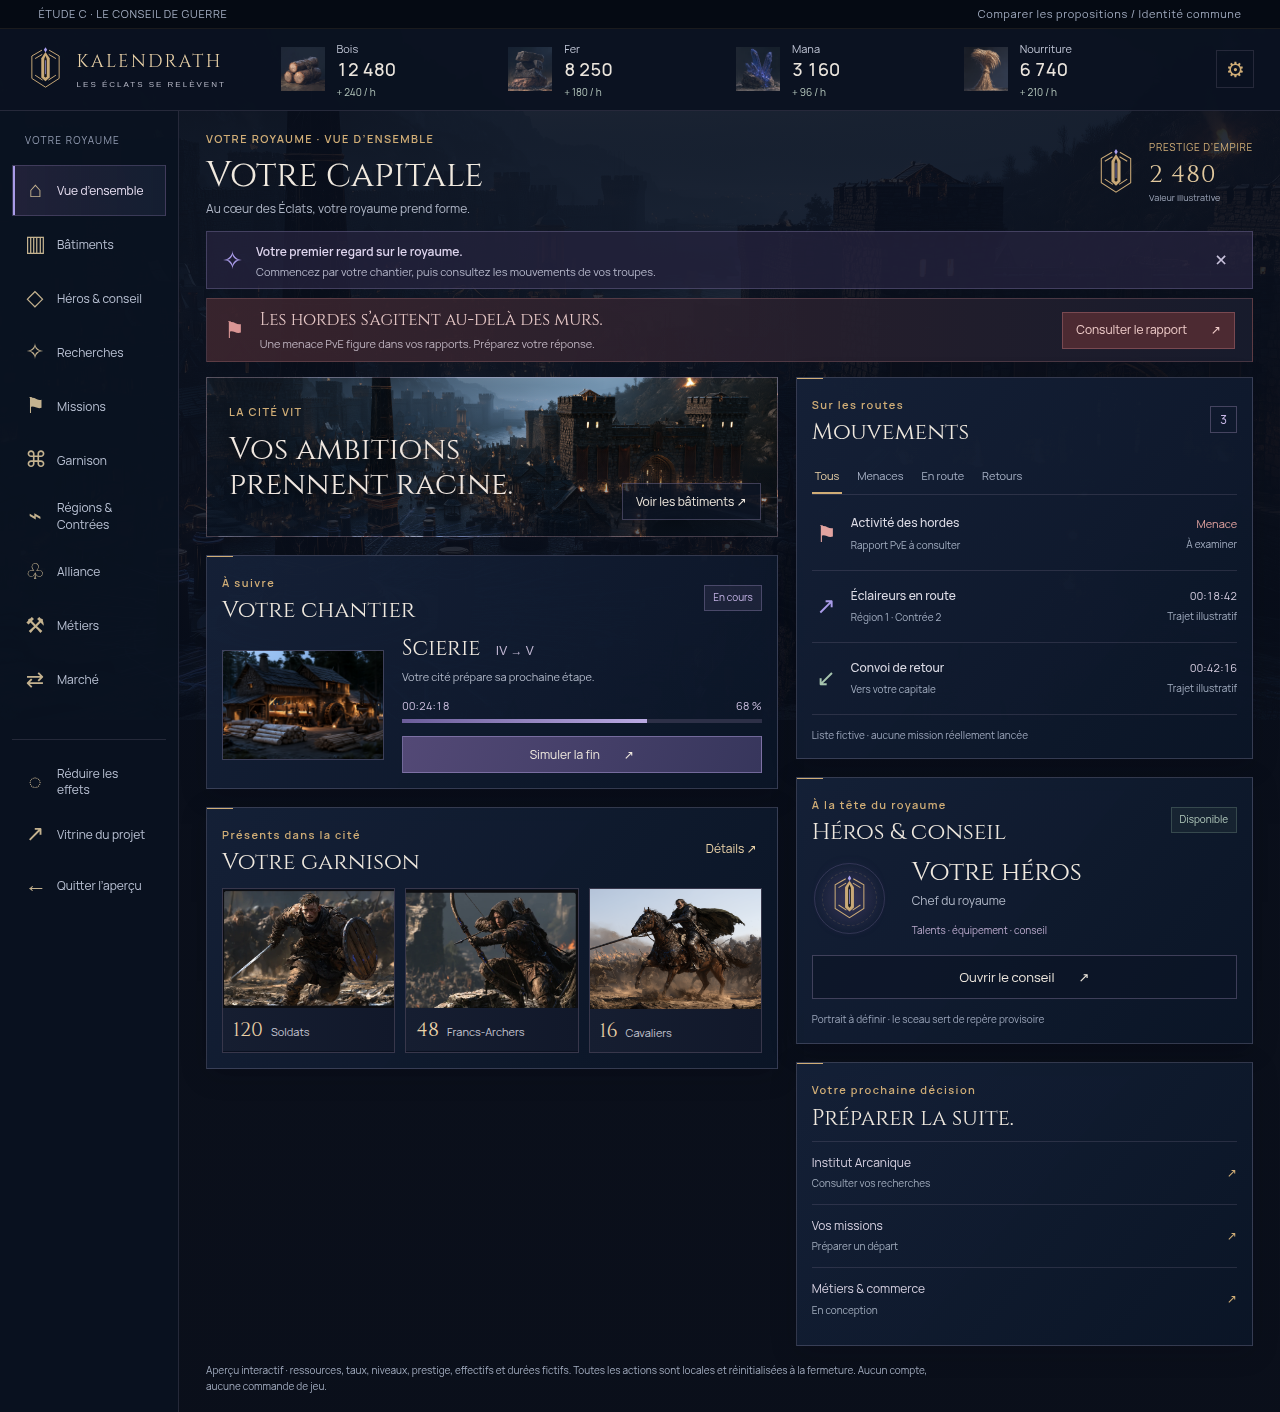 ÉTUDE C · LE CONSEIL DE GUERRE
Comparer les propositions / Identité commune
KALENDRATH
LES ÉCLATS SE RELÈVENT
Bois
12 480
+ 240 / h
Fer
8 250
+ 180 / h
Mana
3 160
+ 96 / h
Nourriture
6 740
+ 210 / h
VOTRE ROYAUME
Vue d'ensemble
Bâtiments
Héros & conseil
Recherches
Missions
Garnison
Régions &
Contrées
Alliance
Métiers
Marché
Réduire les
effets
Vitrine du projet
Quitter l'aperçu
VOTRE ROYAUME · VUE D'ENSEMBLE
VOTRE CAPITALE
Au cœur des Éclats, votre royaume prend forme.
PRESTIGE D'EMPIRE
2 480
Valeur illustrative
Votre premier regard sur le royaume.
Commencez par votre chantier, puis consultez les mouvements de vos troupes.
LES HORDES S'AGITENT AU-DELÀ DES MURS.
Une menace PvE figure dans vos rapports. Préparez votre réponse.
Consulter le rapport ↗
LA CITÉ VIT
VOS AMBITIONS
PRENNENT RACINE.
Voir les bâtiments ↗
À suivre
VOTRE CHANTIER
En cours
SCIERIE IV → V
Votre cité prépare sa prochaine étape.
00:24:18
68 %
Simuler la fin ↗
Présents dans la cité
VOTRE GARNISON
Détails ↗
120 Soldats
48 Francs-Archers
16 Cavaliers
Sur les routes
MOUVEMENTS
3
Tous Menaces En route Retours
Activité des hordes
Menace
Rapport PvE à consulter
À examiner
Éclaireurs en route
00:18:42
Région 1 · Contrée 2
Trajet illustratif
Convoi de retour
00:42:16
Vers votre capitale
Trajet illustratif
Liste fictive · aucune mission réellement lancée
À la tête du royaume
HÉROS & CONSEIL
Disponible
VOTRE HÉROS
Chef du royaume
Talents · équipement · conseil
Ouvrir le conseil ↗
Portrait à définir · le sceau sert de repère provisoire
Votre prochaine décision
PRÉPARER LA SUITE.
Institut Arcanique
Consulter vos recherches
Vos missions
Préparer un départ
Métiers & commerce
En conception
Aperçu interactif · ressources, taux, niveaux, prestige, effectifs et durées fictifs. Toutes les actions sont locales et réinitialisées à la fermeture. Aucun compte,
aucune commande de jeu.